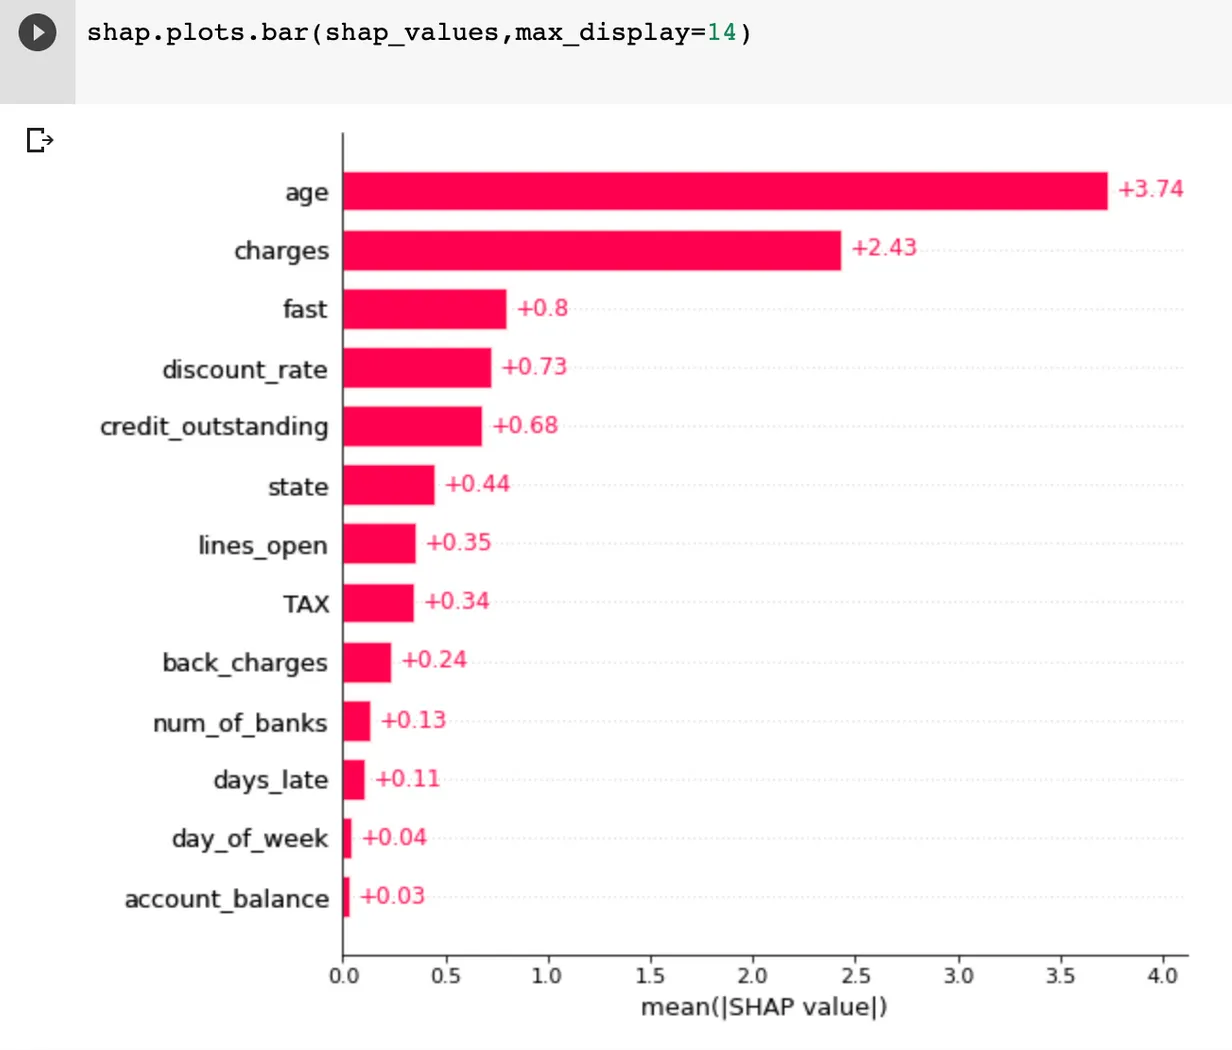 shap.plots.bar(shap_values,max_display=14)
age +3.74
charges +2.43
fast +0.8
discount_rate +0.73
credit_outstanding +0.68
state +0.44
lines_open +0.35
TAX +0.34
back_charges +0.24
num_of_banks +0.13
days_late +0.11
day_of_week +0.04
account_balance +0.03
0.0 0.5 1.0 1.5 2.0 2.5 3.0 3.5 4.0
mean(|SHAP value|)